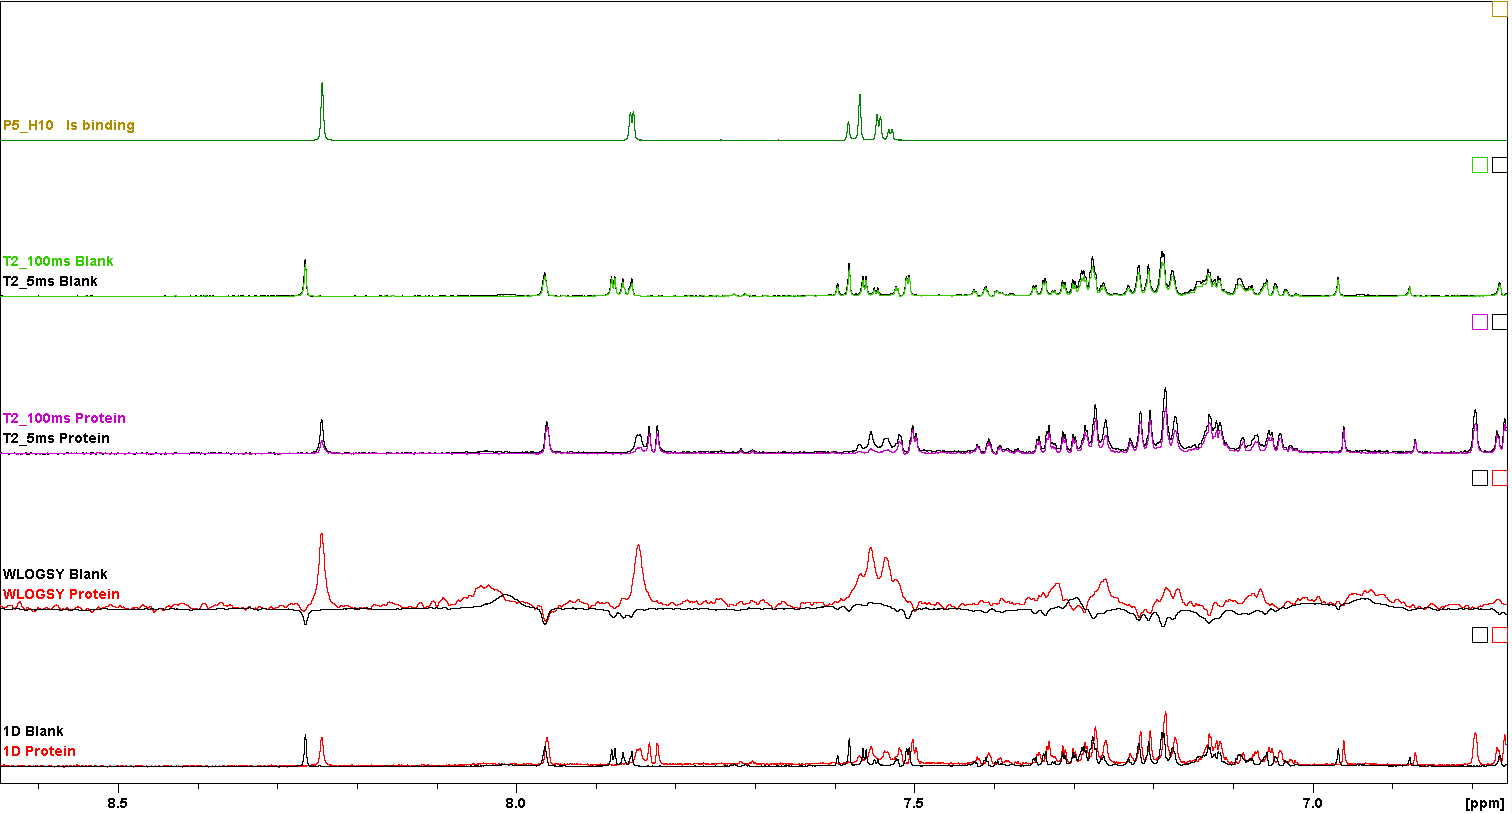 P5_H10 Is binding
T2_100ms Blank
T2_5ms Blank
T2_100ms Protein
T2_5ms Protein
WLOGSY Blank
WLOGSY Protein
1D Blank
1D Protein
8.5 8.0 7.5 7.0 [ppm]